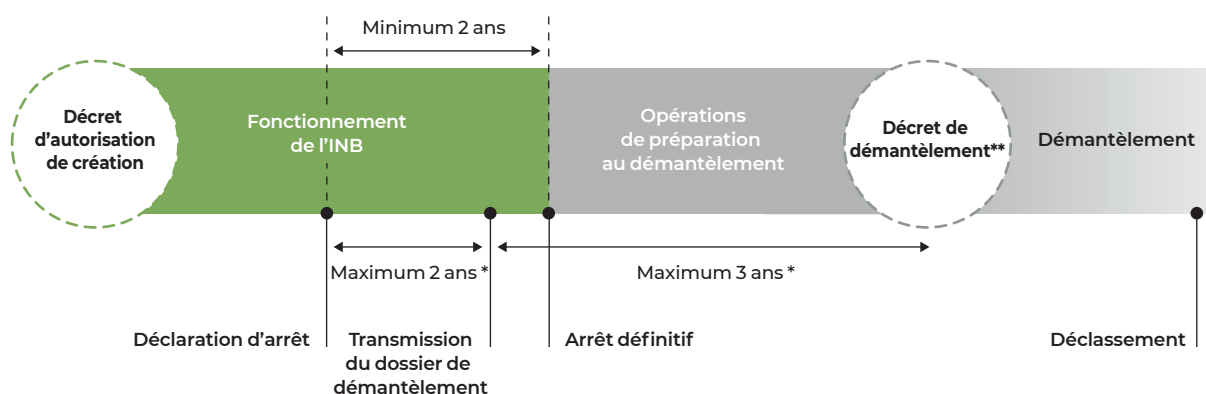 Minimum 2 ans
Décret
d'autorisation
de création
Fonctionnement
de l'INB
Opérations
de préparation
au démantèlement
Décret de
démantèlement**
Démantèlement
Maximum 2 ans *
Maximum 3 ans *
Déclaration d'arrêt
Transmission
du dossier de
démantèlement
Arrêt définitif
Déclassement